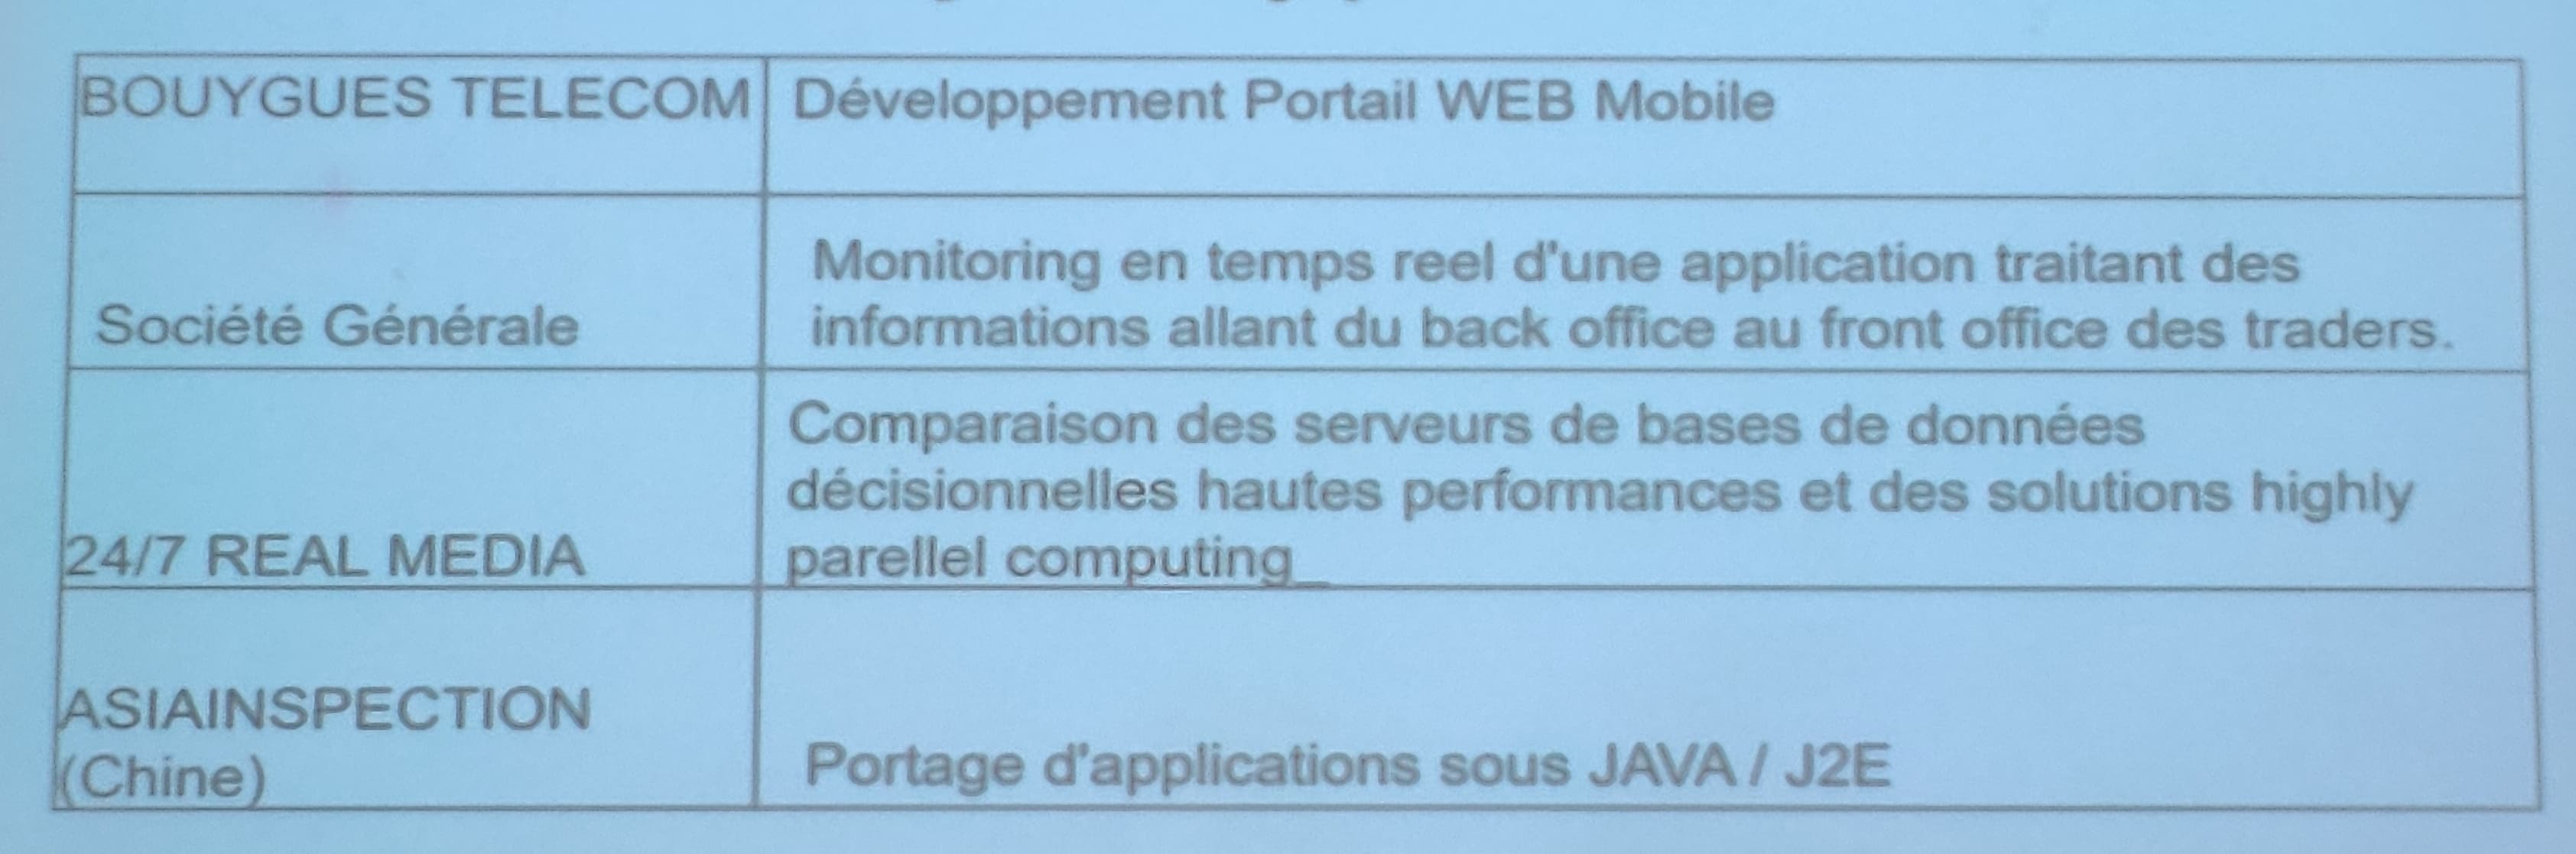 BOUYGUES TELECOM
Développement Portail WEB Mobile
Société Générale
Monitoring en temps reel d'une application traitant des
informations allant du back office au front office des traders.
24/7 REAL MEDIA
Comparaison des serveurs de bases de données
décisionnelles hautes performances et des solutions highly
parellel computing_
ASIAINSPECTION
(Chine)
Portage d'applications sous JAVA / J2E